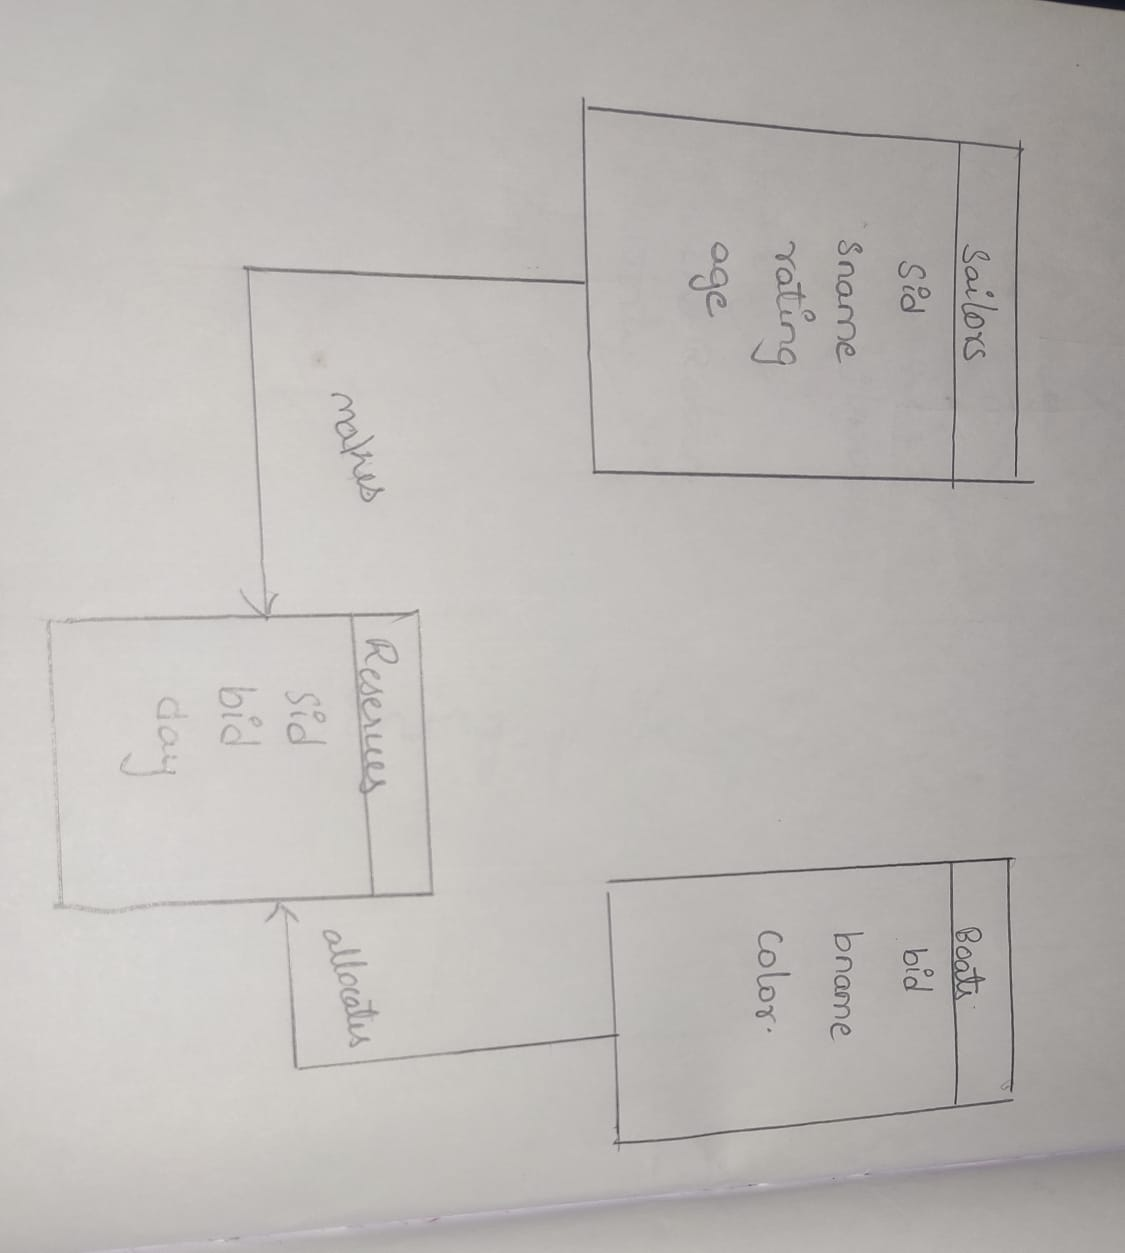 Sailors
sid
sname
rating
age
makes
Reserves
sid
bid
day
allocates
Boats
bid
bname
color.